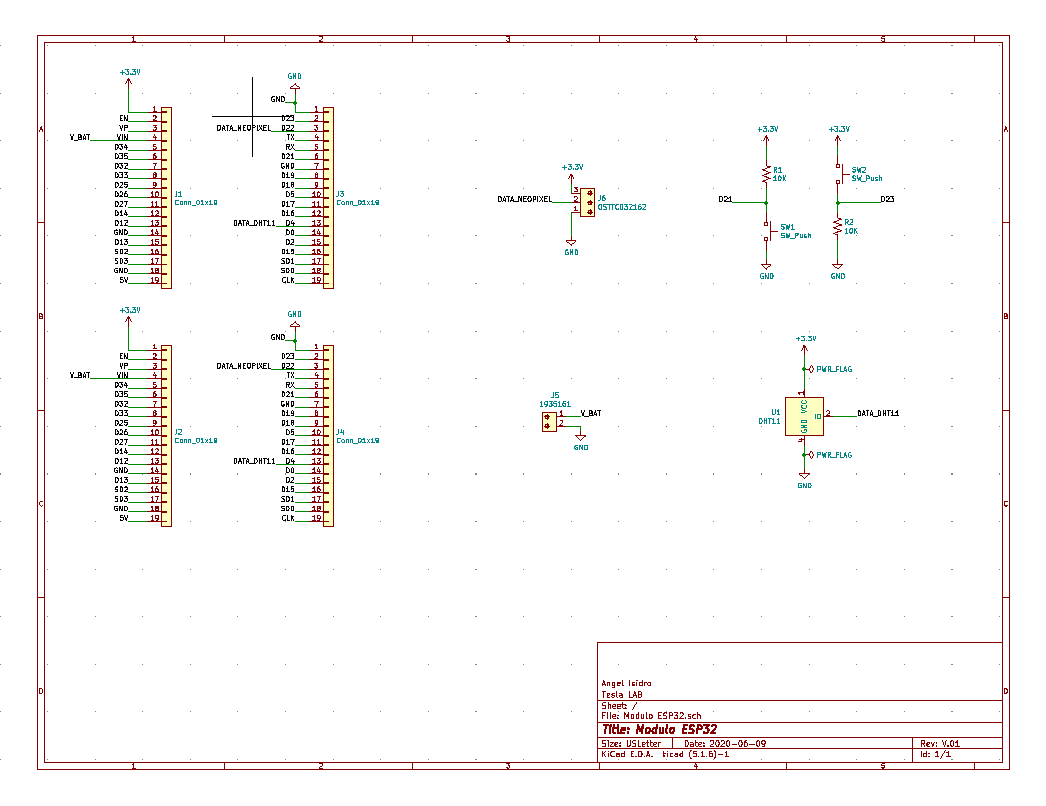 1 2 3 4 5
+3.3V
1
EN 2
VP 3
V_BAT VIN 4
D34 5
D35 6
D32 7
D33 8
D25 9
D26 10
D27 11
D14 12
D12 13
GND 14
D13 15
SD2 16
SD3 17
GND 18
5V 19
J1
Conn_01x19
GND
GND
1
D23 2
DATA_NEOPIXEL D22 3
TX 4
RX 5
D21 6
GND 7
D19 8
D18 9
D5 10
D17 11
D16 12
DATA_DHT11 D4 13
D0 14
D2 15
D15 16
SD1 17
SD0 18
CLK 19
J3
Conn_01x19
+3.3V
DATA_NEOPIXEL
3
2
1
J6
OSTTC032162
GND
+3.3V
R1
10K
D21
SW1
SW_Push
GND
+3.3V
SW2
SW_Push
D23
R2
10K
GND
+3.3V
1
EN 2
VP 3
V_BAT VIN 4
D34 5
D35 6
D32 7
D33 8
D25 9
D26 10
D27 11
D14 12
D12 13
GND 14
D13 15
SD2 16
SD3 17
GND 18
5V 19
J2
Conn_01x19
GND
GND
1
D23 2
DATA_NEOPIXEL D22 3
TX 4
RX 5
D21 6
GND 7
D19 8
D18 9
D5 10
D17 11
D16 12
DATA_DHT11 D4 13
D0 14
D2 15
D15 16
SD1 17
SD0 18
CLK 19
J4
Conn_01x19
J5
1935161
1 V_BAT
2
GND
+3.3V
PWR_FLAG
1
VCC
U1
DHT11
IO 2 DATA_DHT11
GND
4
PWR_FLAG
GND
A A
B B
C C
D D
Angel Isidro
Tesla LAB
Sheet: /
File: Modulo ESP32.sch
Title: Modulo ESP32
Size: USLetter Date: 2020-06-09 Rev: V.01
KiCad E.D.A. kicad (5.1.6)-1 Id: 1/1
1 2 3 4 5